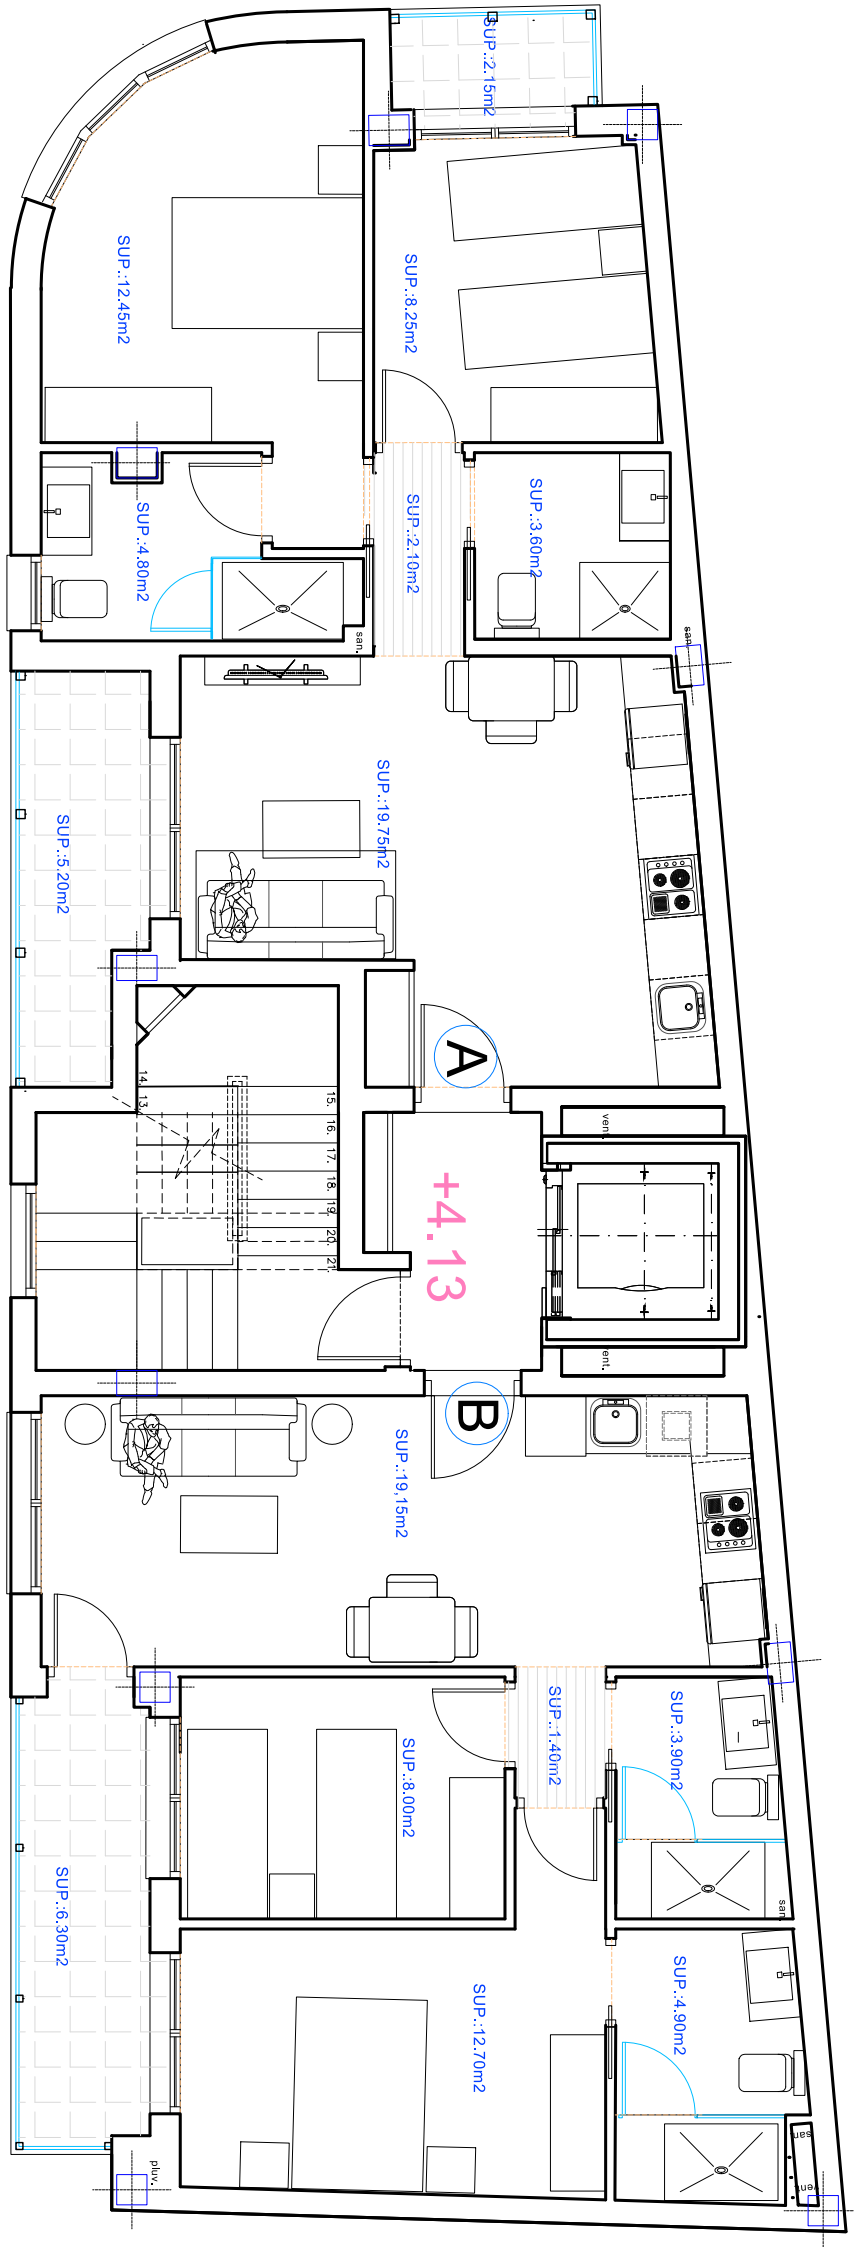 SUP.:2.15m2
SUP.:12.45m2
SUP.:8.25m2
SUP.:4.80m2
SUP.:2.10m2
SUP.:3.60m2
san.
san.
SUP.:19.75m2
SUP.:5.20m2
A
14.
13.
15.
16.
17.
18.
19.
20.
21.
vent.
+4.13
vent.
B
SUP.:19,15m2
SUP.:1.40m2
SUP.:3.90m2
SUP.:8.00m2
SUP.:6.30m2
san.
SUP.:4.90m2
SUP.:12.70m2
san.
vent.
pluv.